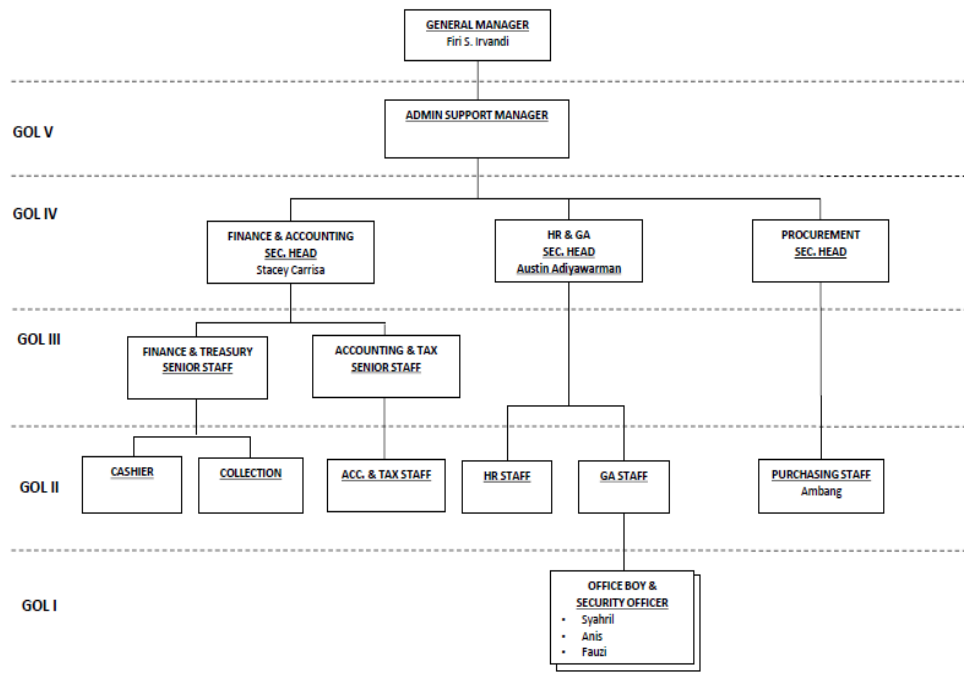 GENERAL MANAGER
Firi S. Irvandi
GOL V
ADMIN SUPPORT MANAGER
GOL IV
FINANCE & ACCOUNTING
SEC. HEAD
Stacey Carrisa
HR & GA
SEC. HEAD
Austin Adiyawarman
PROCUREMENT
SEC. HEAD
GOL III
FINANCE & TREASURY
SENIOR STAFF
ACCOUNTING & TAX
SENIOR STAFF
GOL II
CASHIER
COLLECTION
ACC. & TAX STAFF
HR STAFF
GA STAFF
PURCHASING STAFF
Ambang
GOL I
OFFICE BOY &
SECURITY OFFICER
• Syahril
• Anis
• Fauzi